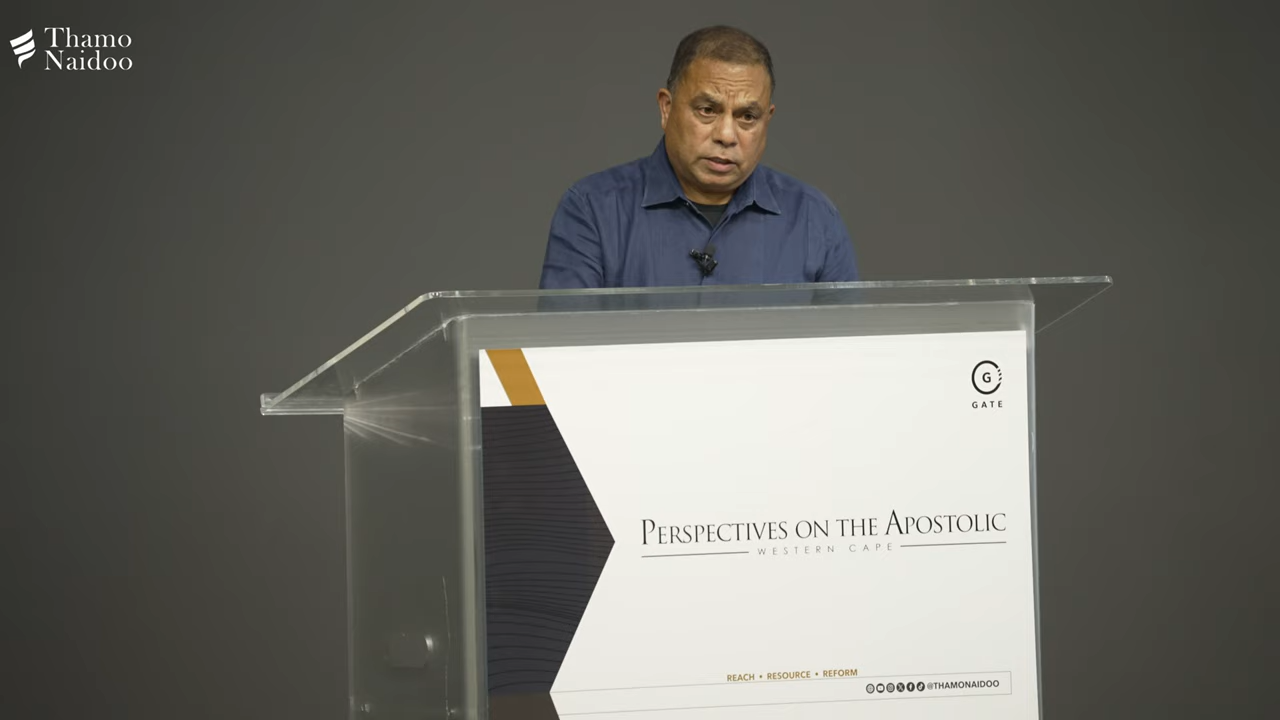 Thamo
Naidoo
G
GATE
PERSPECTIVES ON THE APOSTOLIC
WESTERN CAPE
REACH • RESOURCE • REFORM
@THAMONAIDOO